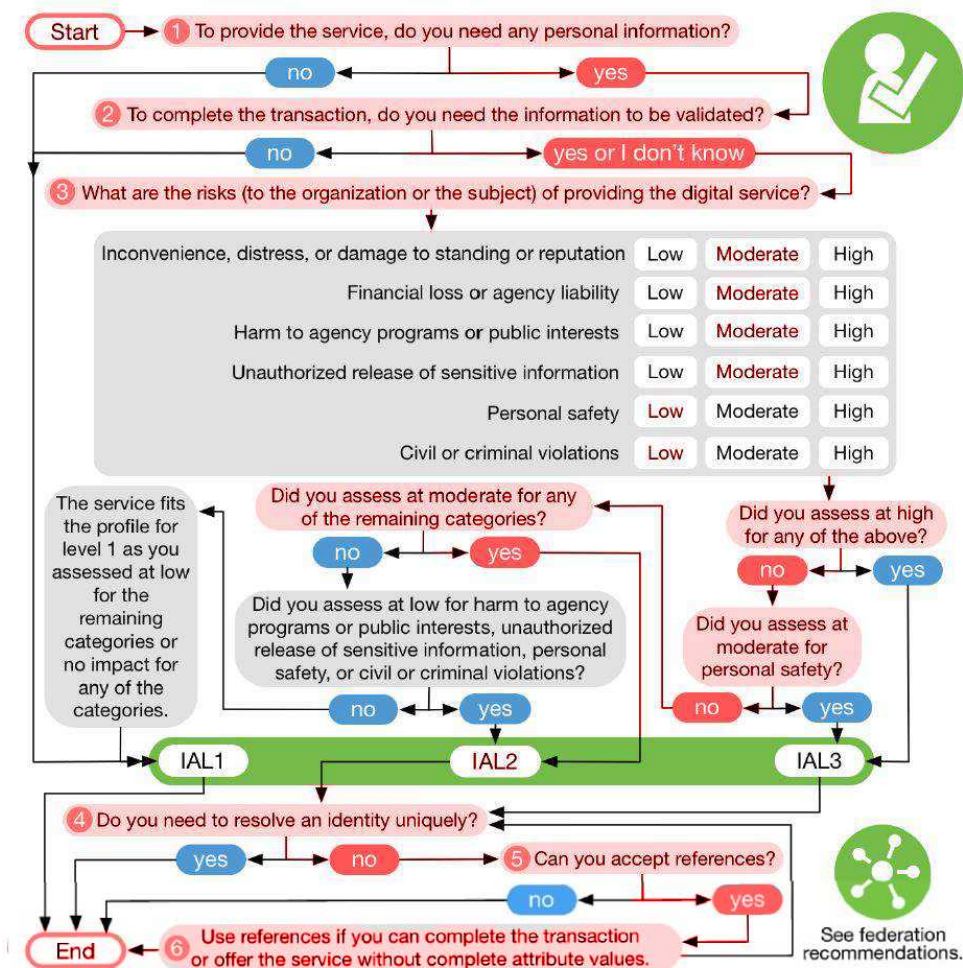 Start
1 To provide the service, do you need any personal information?
no
yes
2 To complete the transaction, do you need the information to be validated?
no
yes or I don't know
3 What are the risks (to the organization or the subject) of providing the digital service?
Inconvenience, distress, or damage to standing or reputation Low Moderate High
Financial loss or agency liability Low Moderate High
Harm to agency programs or public interests Low Moderate High
Unauthorized release of sensitive information Low Moderate High
Personal safety Low Moderate High
Civil or criminal violations Low Moderate High
Did you assess at high
for any of the above?
no
yes
Did you assess at
moderate for
personal safety?
no
yes
Did you assess at moderate for any
of the remaining categories?
no
yes
Did you assess at low for harm to agency
programs or public interests, unauthorized
release of sensitive information, personal
safety, or civil or criminal violations?
no
yes
The service fits
the profile for
level 1 as you
assessed at low
for the
remaining
categories or
no impact for
any of the
categories.
IAL1
IAL2
IAL3
4 Do you need to resolve an identity uniquely?
yes
no
5 Can you accept references?
no
yes
6 Use references if you can complete the transaction
or offer the service without complete attribute values.
End
See federation
recommendations.